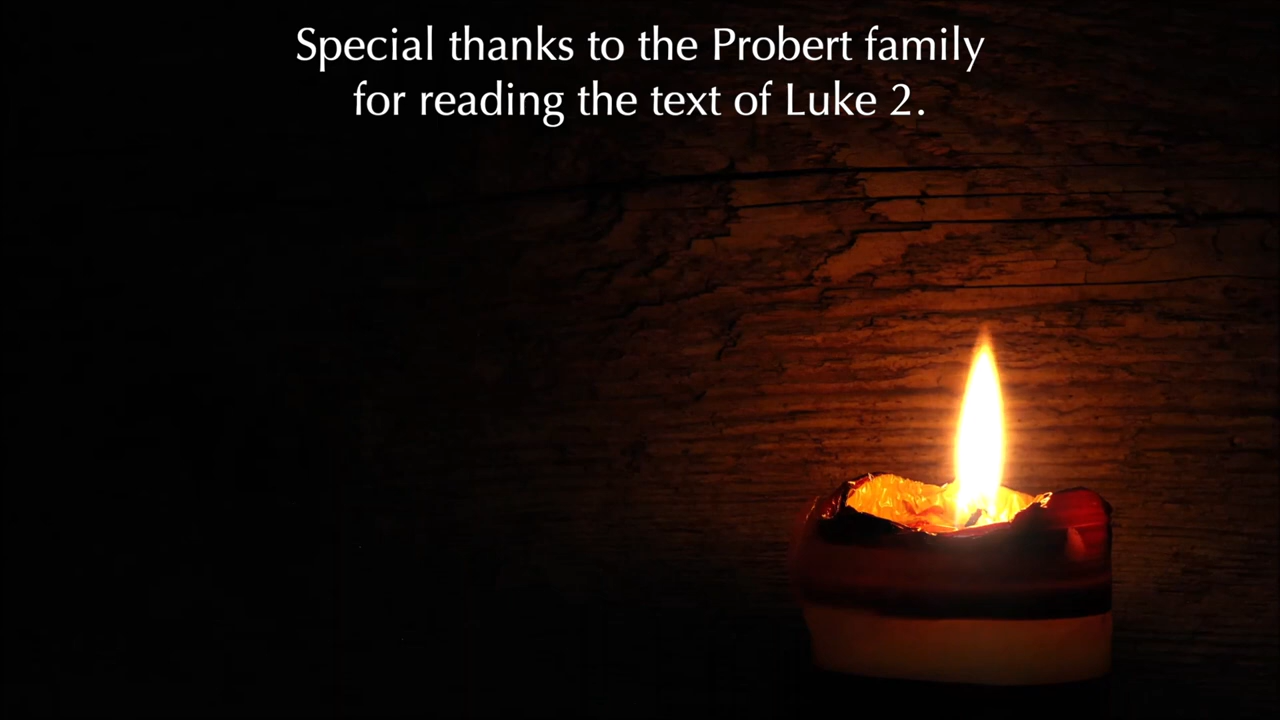 Special thanks to the Probert family
for reading the text of Luke 2.